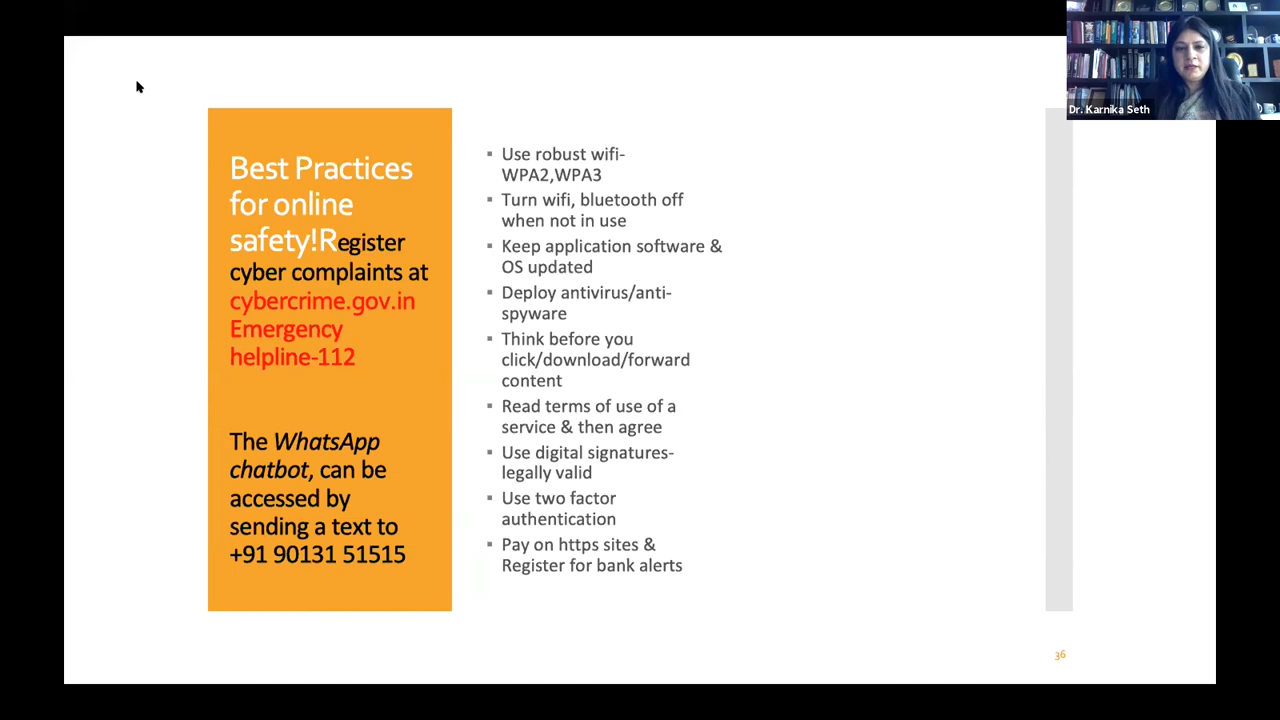 Dr. Karnika Seth
Best Practices
for online
safety!Register
cyber complaints at
cybercrime.gov.in
Emergency
helpline-112
The WhatsApp
chatbot, can be
accessed by
sending a text to
+91 90131 51515
Use robust wifi-
WPA2,WPA3
Turn wifi, bluetooth off
when not in use
Keep application software &
OS updated
Deploy antivirus/anti-
spyware
Think before you
click/download/forward
content
Read terms of use of a
service & then agree
Use digital signatures-
legally valid
Use two factor
authentication
Pay on https sites &
Register for bank alerts
36